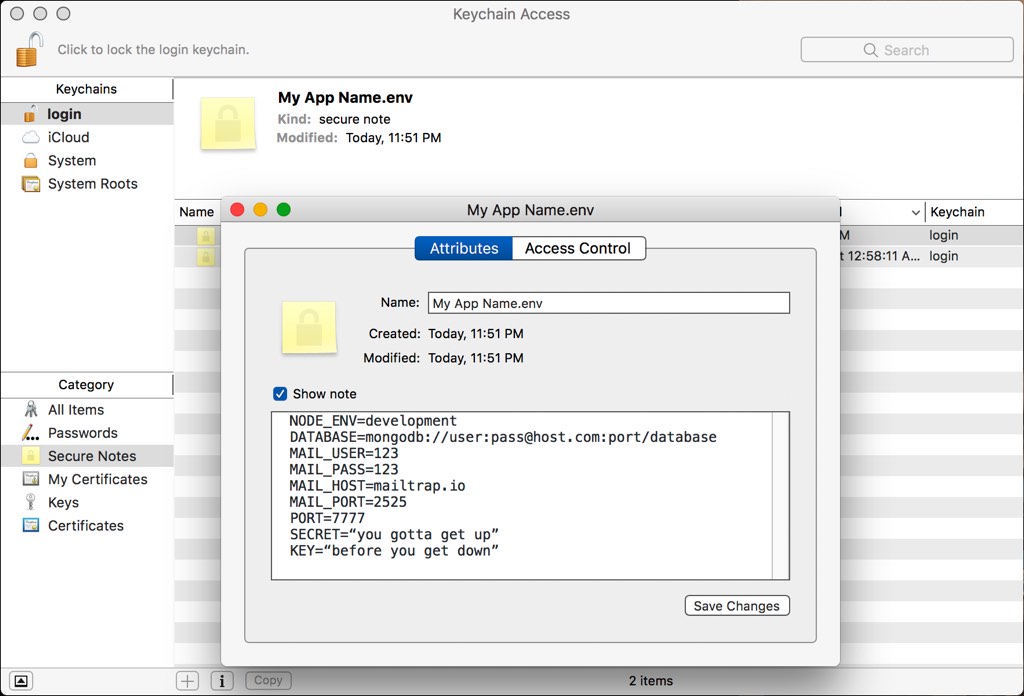 Keychain Access
Click to lock the login keychain.
Search
Keychains
login
iCloud
System
System Roots
My App Name.env
Kind: secure note
Modified: Today, 11:51 PM
Name
Keychain
login
12:58:11 A... login
My App Name.env
Attributes
Access Control
Name: My App Name.env
Created: Today, 11:51 PM
Modified: Today, 11:51 PM
Show note
NODE_ENV=development
DATABASE=mongodb://user:pass@host.com:port/database
MAIL_USER=123
MAIL_PASS=123
MAIL_HOST=mailtrap.io
MAIL_PORT=2525
PORT=7777
SECRET=“you gotta get up”
KEY=“before you get down”
Save Changes
Category
All Items
Passwords
Secure Notes
My Certificates
Keys
Certificates
Copy
2 items